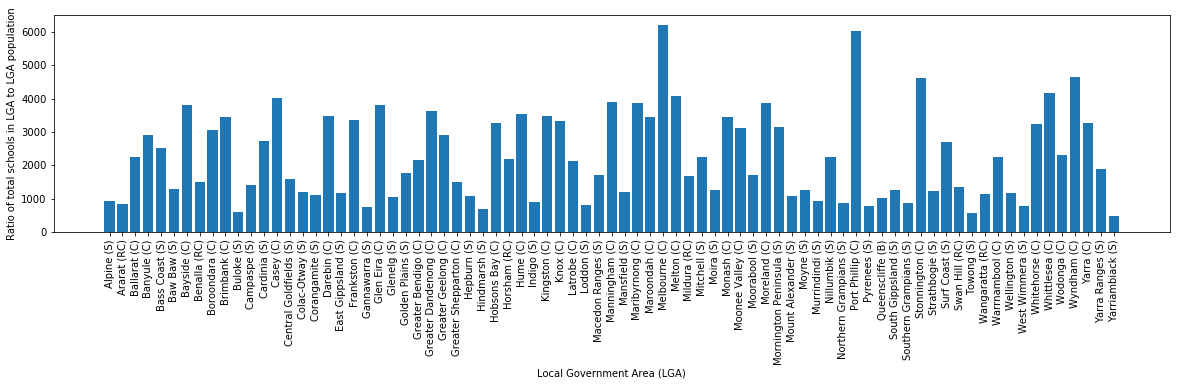 Ratio of total schools in LGA to LGA population
6000
5000
4000
3000
2000
1000
0
Alpine (S)
Ararat (RC)
Ballarat (C)
Banyule (C)
Bass Coast (S)
Baw Baw (S)
Bayside (C)
Benalla (RC)
Boroondara (C)
Brimbank (C)
Buloke (S)
Campaspe (S)
Cardinia (S)
Casey (C)
Central Goldfields (S)
Colac-Otway (S)
Corangamite (S)
Darebin (C)
East Gippsland (S)
Frankston (C)
Gannawarra (S)
Glen Eira (C)
Glenelg (S)
Golden Plains (S)
Greater Bendigo (C)
Greater Dandenong (C)
Greater Geelong (C)
Greater Shepparton (C)
Hepburn (S)
Hindmarsh (S)
Hobsons Bay (C)
Horsham (RC)
Hume (C)
Indigo (S)
Kingston (C)
Knox (C)
Latrobe (C)
Loddon (S)
Macedon Ranges (S)
Manningham (C)
Mansfield (S)
Maribyrnong (C)
Maroondah (C)
Melbourne (C)
Melton (C)
Mildura (RC)
Mitchell (S)
Moira (S)
Monash (C)
Moonee Valley (C)
Moorabool (S)
Moreland (C)
Mornington Peninsula (S)
Mount Alexander (S)
Moyne (S)
Murrindindi (S)
Nillumbik (S)
Northern Grampians (S)
Port Phillip (C)
Pyrenees (S)
Queenscliffe (B)
South Gippsland (S)
Southern Grampians (S)
Stonnington (C)
Strathbogie (S)
Surf Coast (S)
Swan Hill (RC)
Towong (S)
Wangaratta (RC)
Warrnambool (C)
Wellington (S)
West Wimmera (S)
Whitehorse (C)
Whittlesea (C)
Wodonga (C)
Wyndham (C)
Yarra (C)
Yarra Ranges (S)
Yarriambiack (S)
Local Government Area (LGA)